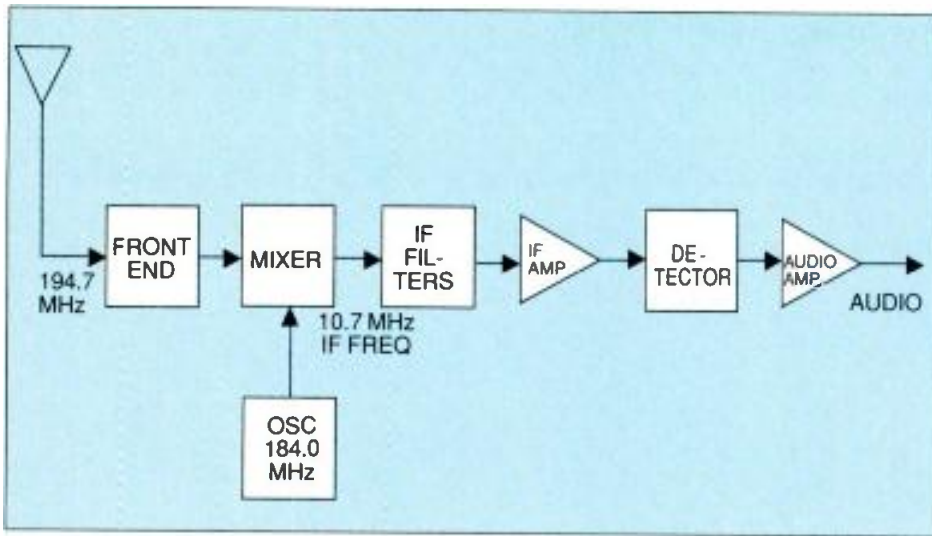 194.7
MHz
FRONT
END
MIXER
10.7 MHz
IF FREQ
OSC
184.0
MHz
IF
FIL-
TERS
IF
AMP
DE-
TECTOR
AUDIO
AMP.
AUDIO